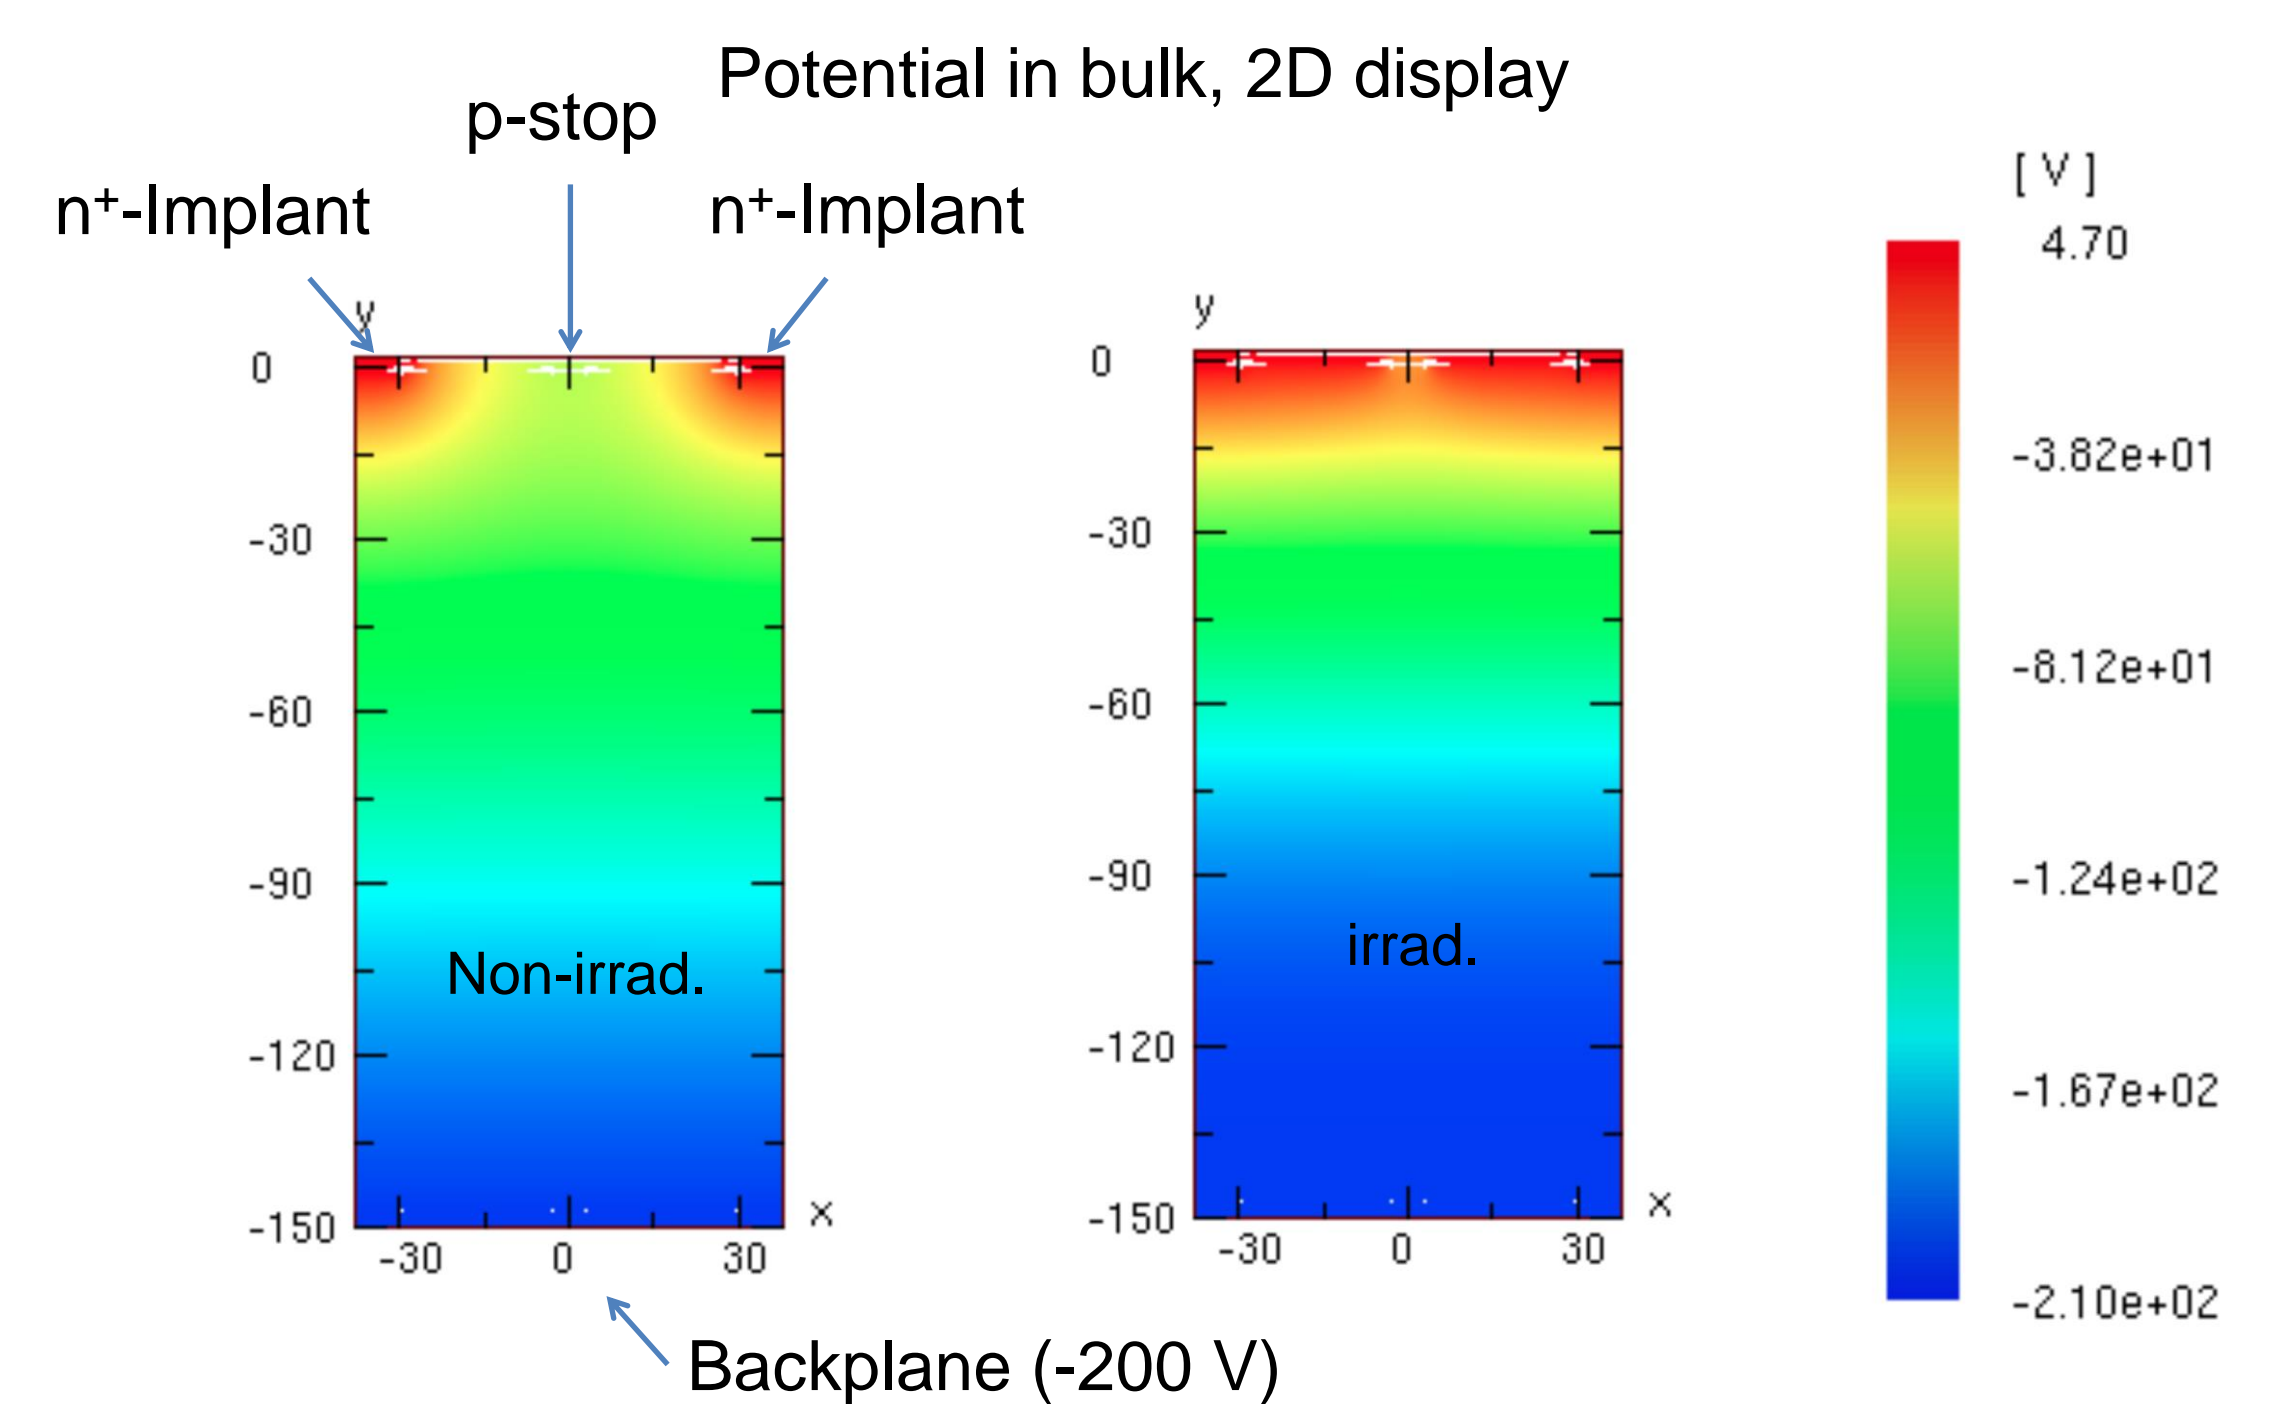 Potential in bulk, 2D display
p-stop
n+-Implant
n+-Implant
[ V ]
4.70
-3.82e+01
-8.12e+01
-1.24e+02
-1.67e+02
-2.10e+02
y
0
-30
-60
-90
-120
-150
-30 0 30
x
Non-irrad.
y
0
-30
-60
-90
-120
-150
-30 0 30
x
irrad.
Backplane (-200 V)